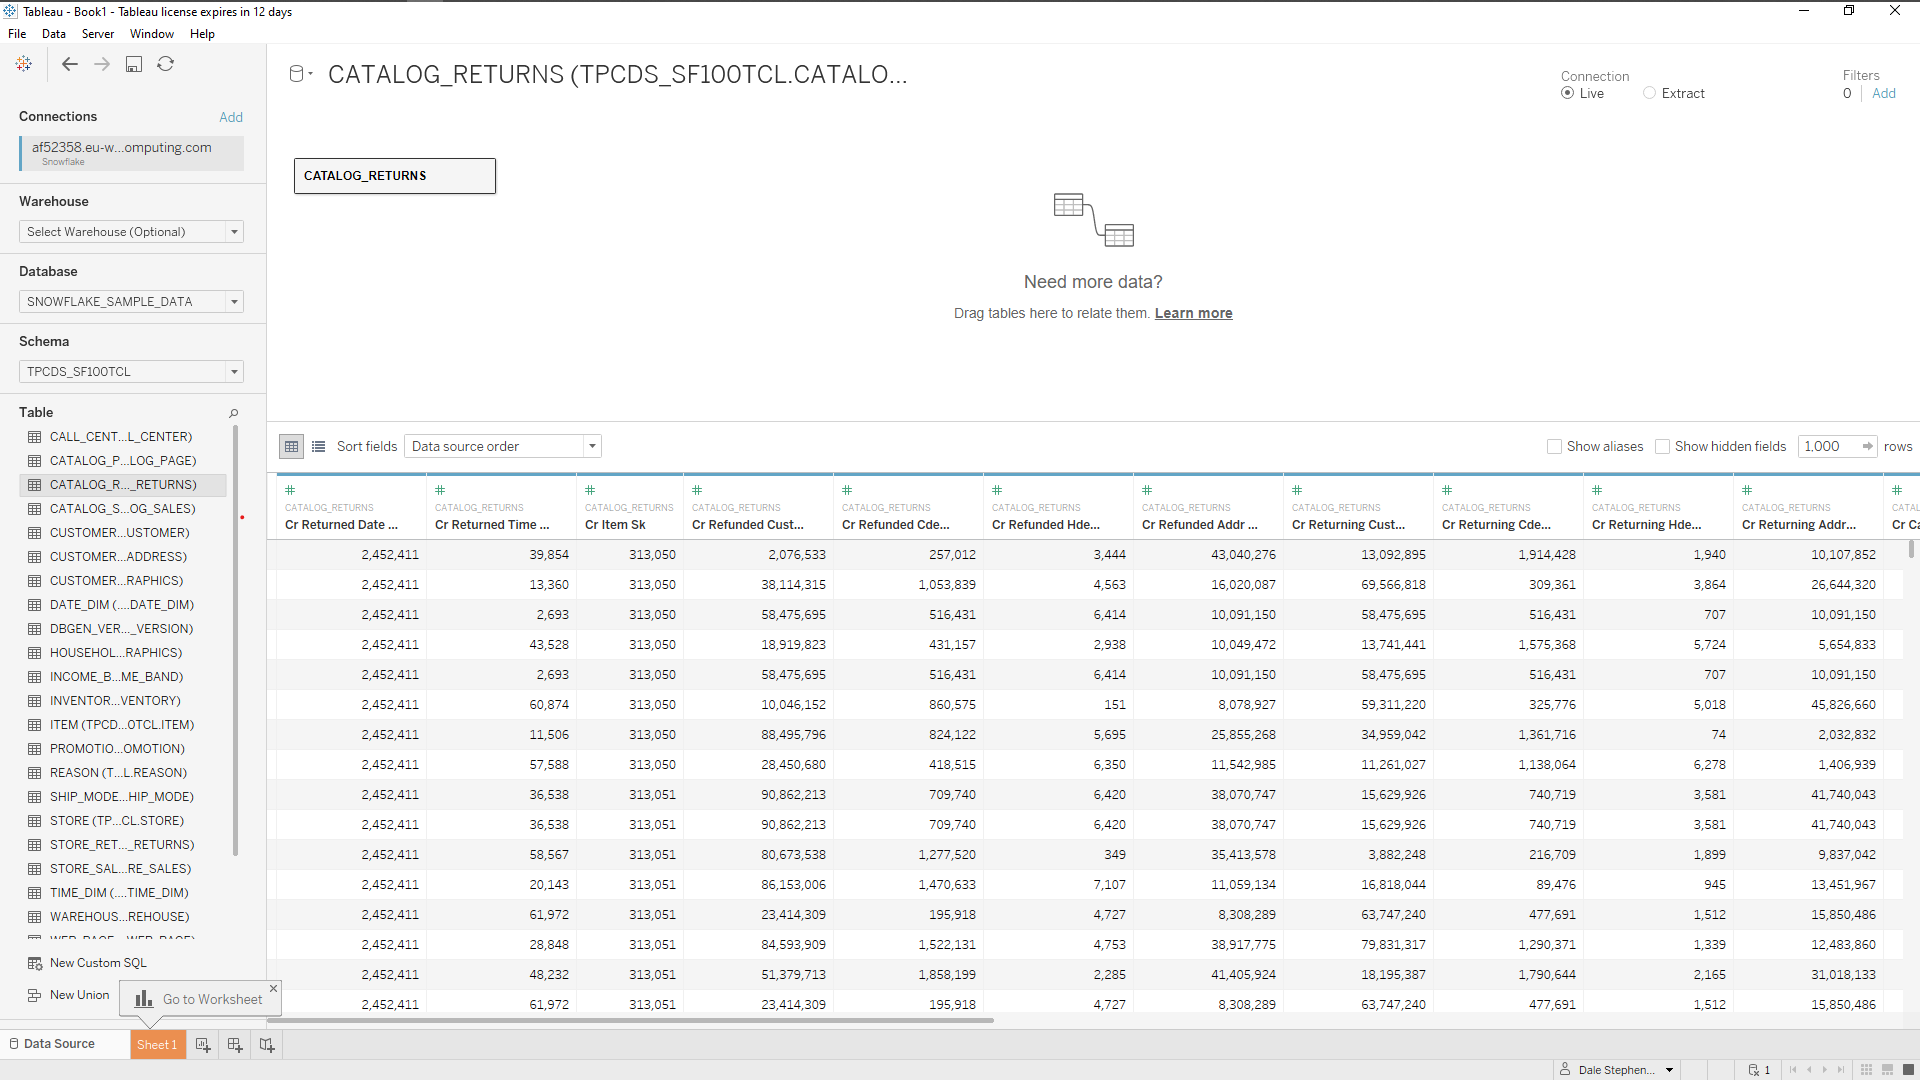 Tableau - Book1 - Tableau license expires in 12 days
File Data Server Window Help
Connections Add
af52358.eu-w...omputing.com
Snowflake
Warehouse
Select Warehouse (Optional)
Database
SNOWFLAKE_SAMPLE_DATA
Schema
TPCDS_SF100TCL
Table
CALL_CENT...L_CENTER)
CATALOG_P...LOG_PAGE)
CATALOG_R..._RETURNS)
CATALOG_S...OG_SALES)
CUSTOMER...USTOMER)
CUSTOMER...ADDRESS)
CUSTOMER...RAPHICS)
DATE_DIM (....DATE_DIM)
DBGEN_VER..._VERSION)
HOUSEHOL...RAPHICS)
INCOME_B...ME_BAND)
INVENTOR...VENTORY)
ITEM (TPCD...0TCL.ITEM)
PROMOTIO...OMOTION)
REASON (T...L.REASON)
SHIP_MODE...HIP_MODE)
STORE (TP...CL.STORE)
STORE_RET..._RETURNS)
STORE_SAL...RE_SALES)
TIME_DIM (....TIME_DIM)
WAREHOUS...REHOUSE)
New Custom SQL
New Union
Go to Worksheet
CATALOG_RETURNS (TPCDS_SF100TCL.CATALO...
Connection
Live Extract
Filters
0 Add
CATALOG_RETURNS
Need more data?
Drag tables here to relate them. Learn more
Sort fields Data source order Show aliases Show hidden fields 1,000 rows
CATALOG_RETURNS CATALOG_RETURNS CATALOG_RETURNS CATALOG_RETURNS CATALOG_RETURNS CATALOG_RETURNS CATALOG_RETURNS CATALOG_RETURNS CATALOG_RETURNS CATALOG_RETURNS CATALOG_RETURNS CATAL
Cr Returned Date ... Cr Returned Time ... Cr Item Sk Cr Refunded Cust... Cr Refunded Cde... Cr Refunded Hde... Cr Refunded Addr ... Cr Returning Cust... Cr Returning Cde... Cr Returning Hde... Cr Returning Addr... Cr Ca
2,452,411 39,854 313,050 2,076,533 257,012 3,444 43,040,276 13,092,895 1,914,428 1,940 10,107,852
2,452,411 13,360 313,050 38,114,315 1,053,839 4,563 16,020,087 69,566,818 309,361 3,864 26,644,320
2,452,411 2,693 313,050 58,475,695 516,431 6,414 10,091,150 58,475,695 516,431 707 10,091,150
2,452,411 43,528 313,050 18,919,823 431,157 2,938 10,049,472 13,741,441 1,575,368 5,724 5,654,833
2,452,411 2,693 313,050 58,475,695 516,431 6,414 10,091,150 58,475,695 516,431 707 10,091,150
2,452,411 60,874 313,050 10,046,152 860,575 151 8,078,927 59,311,220 325,776 5,018 45,826,660
2,452,411 11,506 313,050 88,495,796 824,122 5,695 25,855,268 34,959,042 1,361,716 74 2,032,832
2,452,411 57,588 313,050 28,450,680 418,515 6,350 11,542,985 11,261,027 1,138,064 6,278 1,406,939
2,452,411 36,538 313,051 90,862,213 709,740 6,420 38,070,747 15,629,926 740,719 3,581 41,740,043
2,452,411 36,538 313,051 90,862,213 709,740 6,420 38,070,747 15,629,926 740,719 3,581 41,740,043
2,452,411 58,567 313,051 80,673,538 1,277,520 349 35,413,578 3,882,248 216,709 1,899 9,837,042
2,452,411 20,143 313,051 86,153,006 1,470,633 7,107 11,059,134 16,818,044 89,476 945 13,451,967
2,452,411 61,972 313,051 23,414,309 195,918 4,727 8,308,289 63,747,240 477,691 1,512 15,850,486
2,452,411 28,848 313,051 84,593,909 1,522,131 4,753 38,917,775 79,831,317 1,290,371 1,339 12,483,860
2,452,411 48,232 313,051 51,379,713 1,858,199 2,285 41,405,924 18,195,387 1,790,644 2,165 31,018,133
2,452,411 61,972 313,051 23,414,309 195,918 4,727 8,308,289 63,747,240 477,691 1,512 15,850,486
Data Source Sheet 1
Dale Stephen... 1